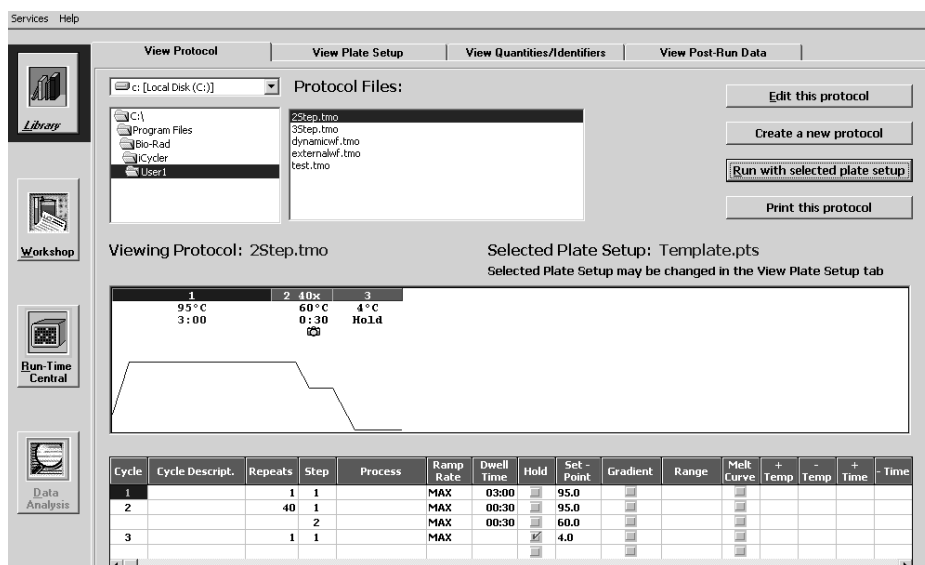 Services Help
View Protocol View Plate Setup View Quantities/Identifiers View Post-Run Data
Library
Workshop
Run-Time
Central
Data
Analysis
c: [Local Disk (C:)]
C:\
Program Files
Bio-Rad
iCycler
User1
Protocol Files:
2Step.tmo
3Step.tmo
dynamicwf.tmo
externalwf.tmo
test.tmo
Edit this protocol
Create a new protocol
Run with selected plate setup
Print this protocol
Viewing Protocol: 2Step.tmo
Selected Plate Setup: Template.pts
Selected Plate Setup may be changed in the View Plate Setup tab
1 2 40x 3
95°C 60°C 4°C
3:00 0:30 Hold
Cycle Cycle Descript. Repeats Step Process Ramp Rate Dwell Time Hold Set - Point Gradient Range Melt Curve + Temp - Temp + Time - Time
1 1 1 MAX 03:00 95.0
2 40 1 MAX 00:30 95.0
2 MAX 00:30 60.0
3 1 1 MAX 4.0